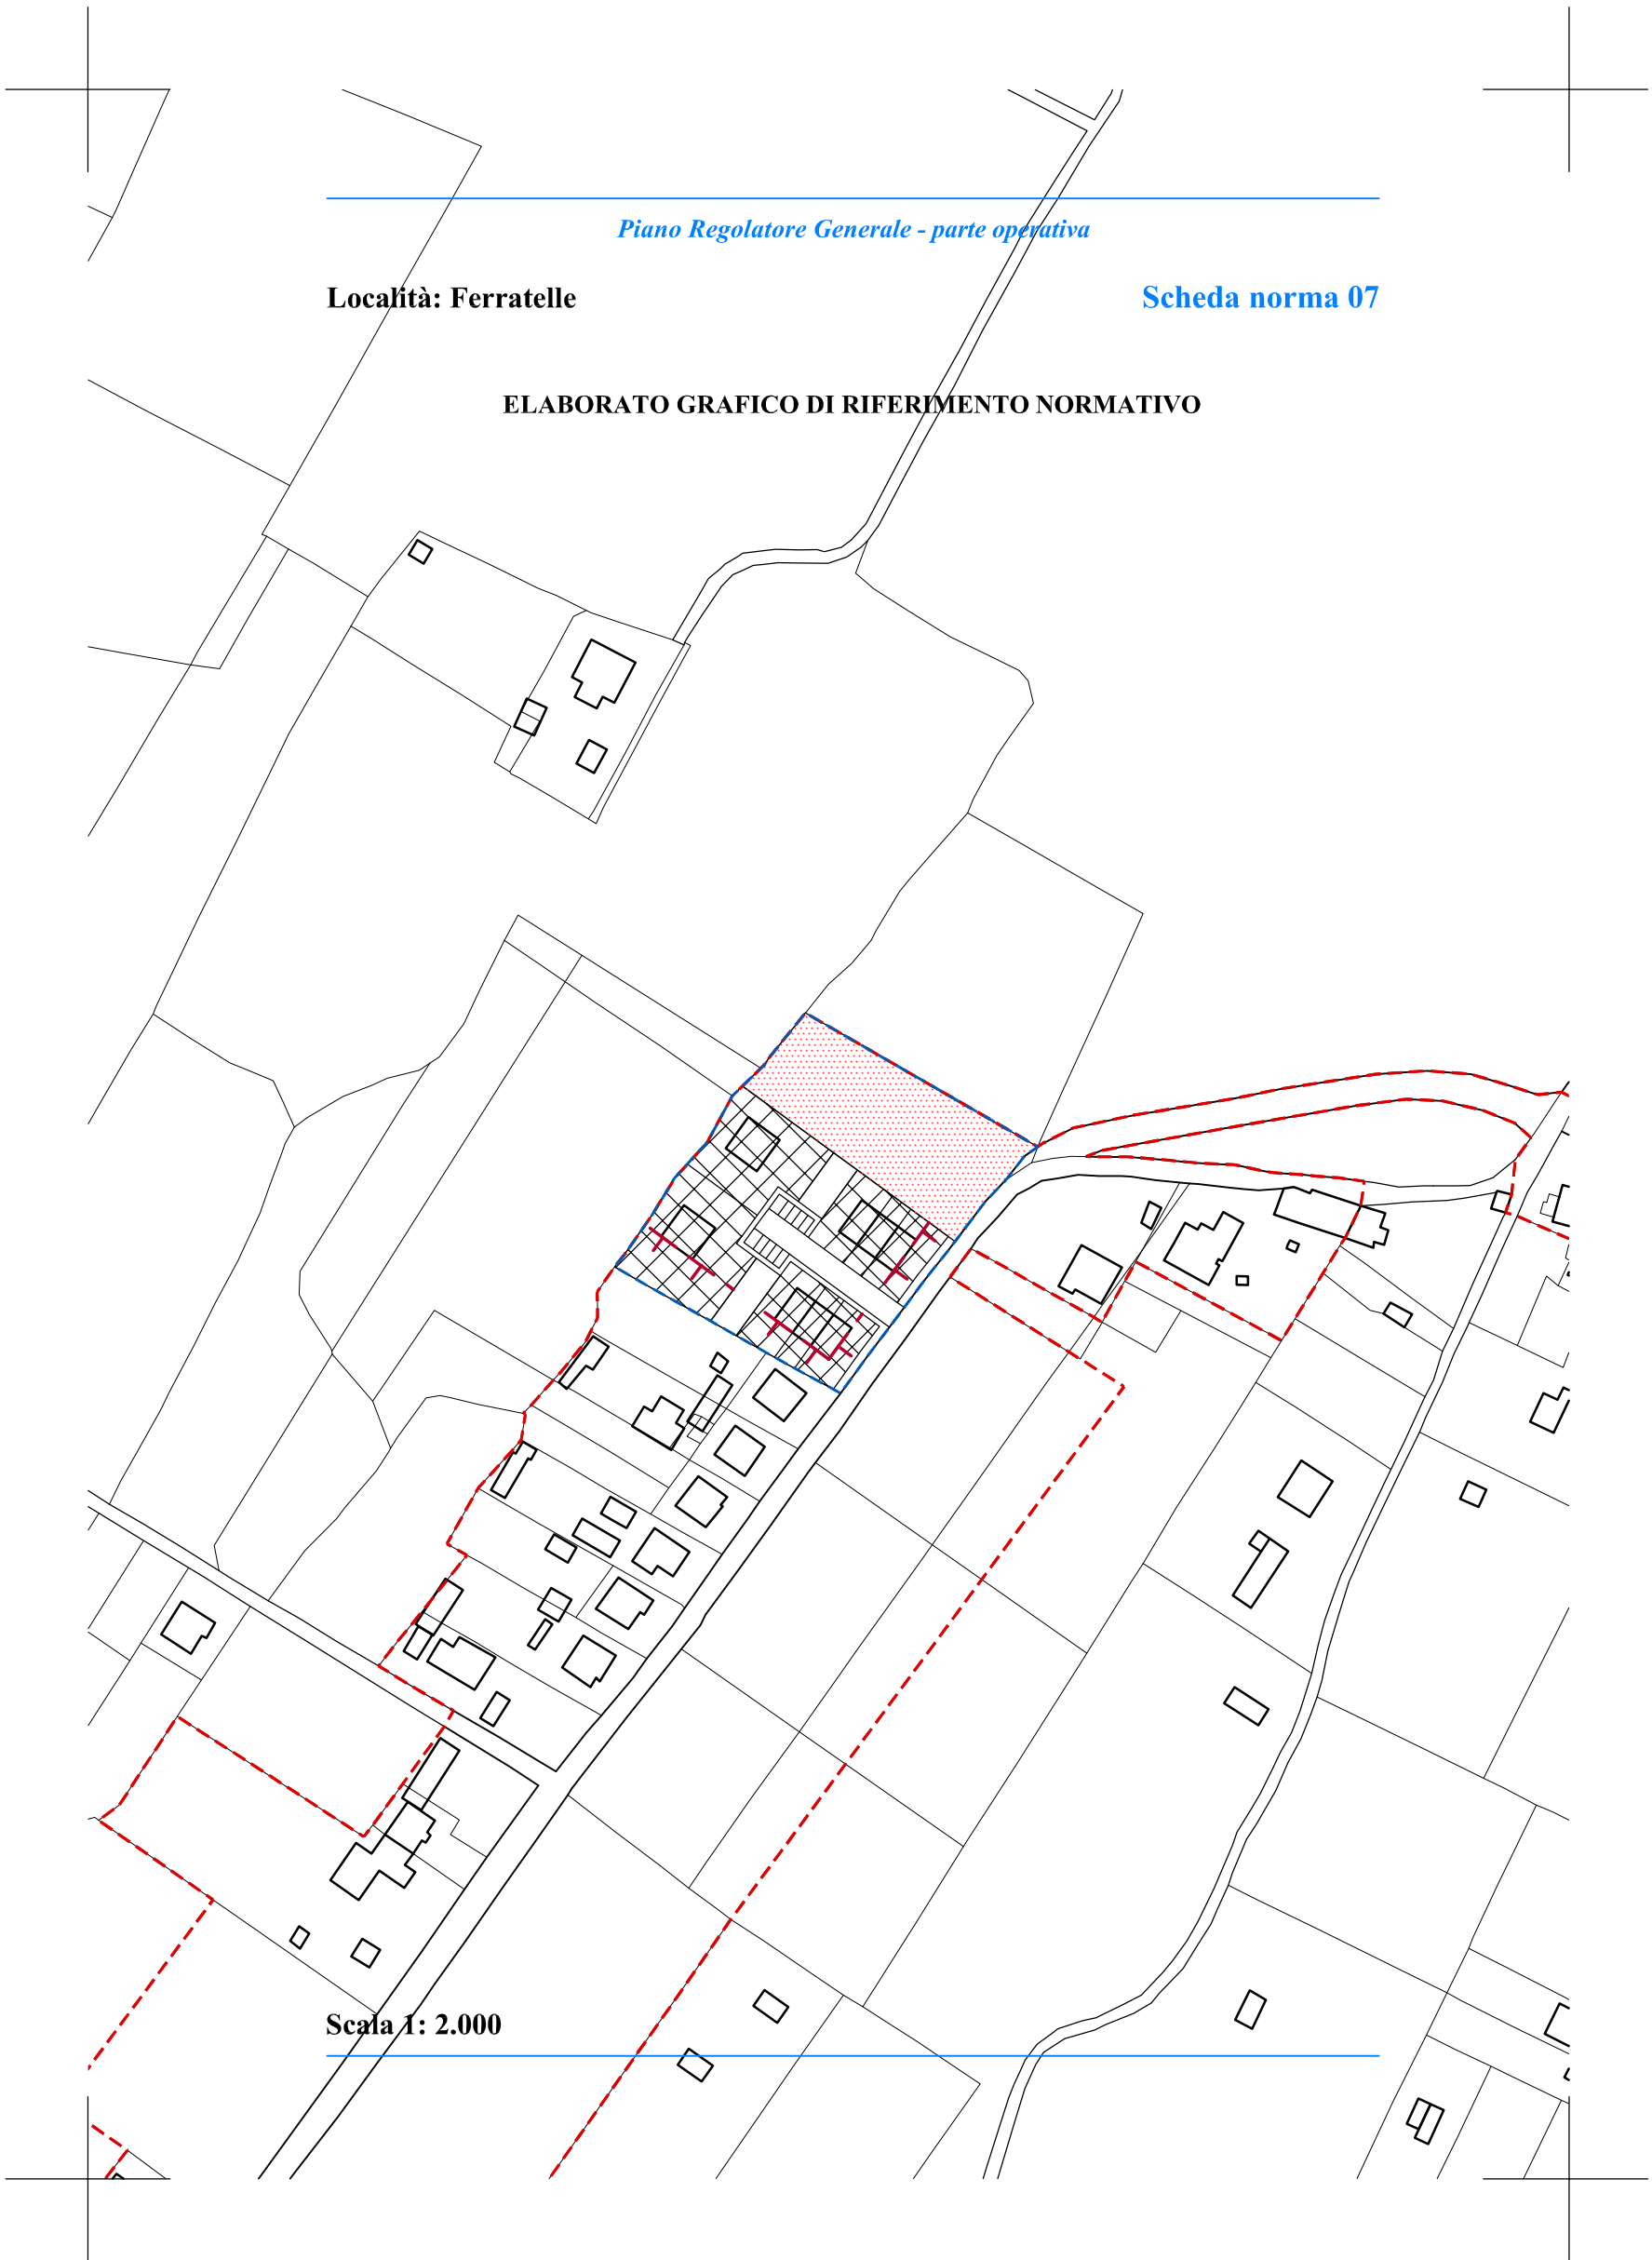 Piano Regolatore Generale - parte operativa
Località: Ferratelle
Scheda norma 07
ELABORATO GRAFICO DI RIFERIMENTO NORMATIVO
Scala 1: 2.000